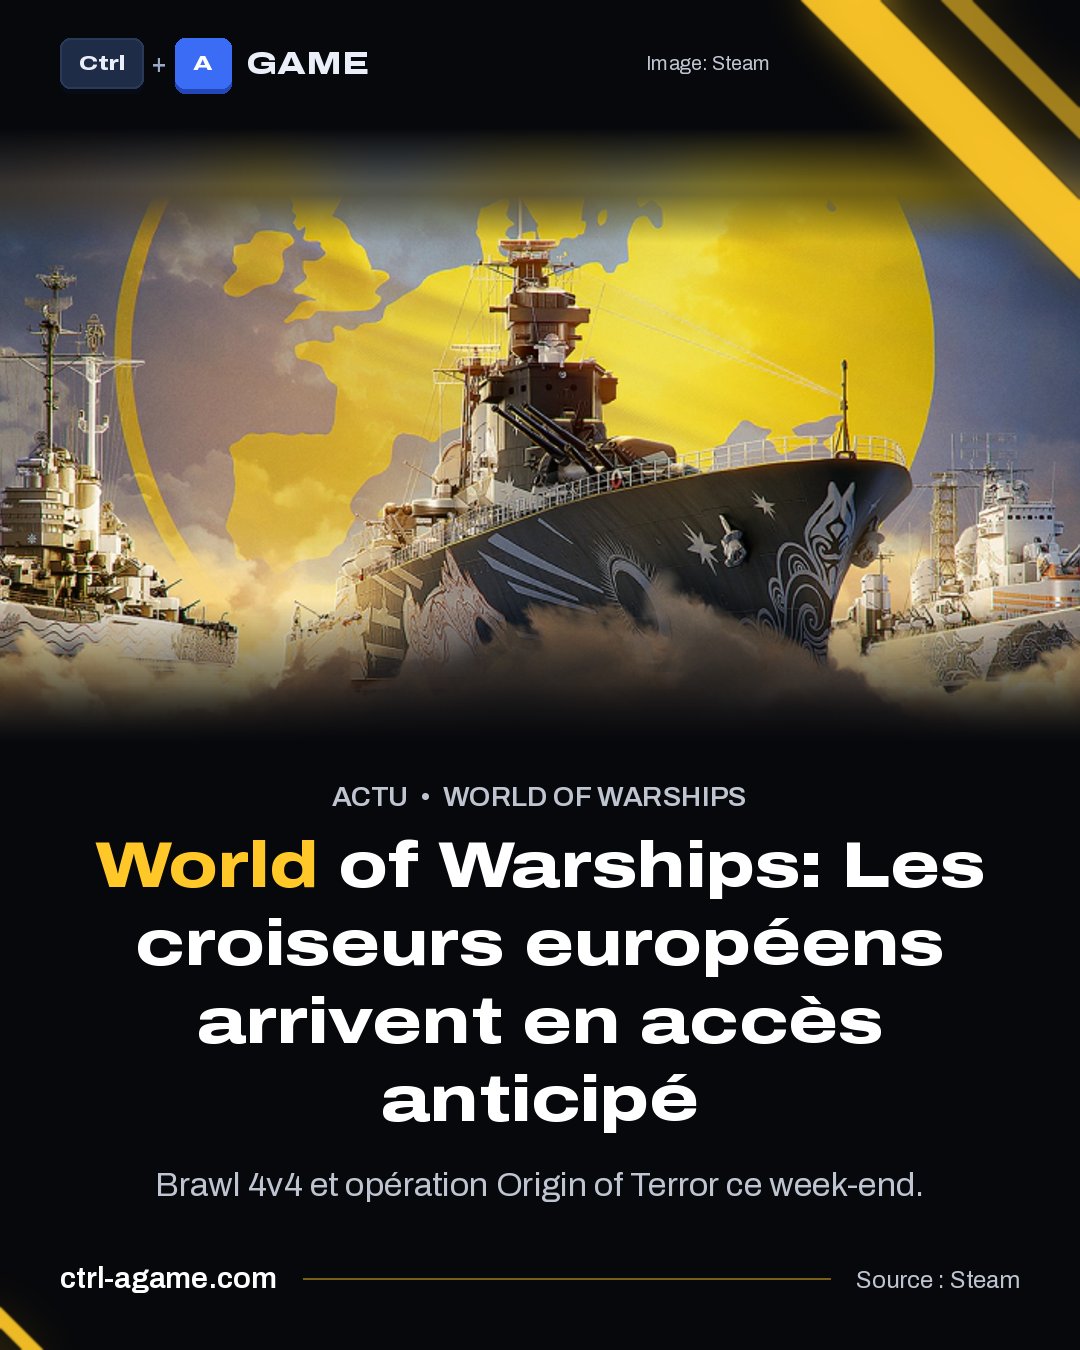 Ctrl + A GAME
Image: Steam
ACTU • WORLD OF WARSHIPS
World of Warships: Les
croiseurs européens
arrivent en accès
anticipé
Brawl 4v4 et opération Origin of Terror ce week-end.
ctrl-agame.com
Source : Steam